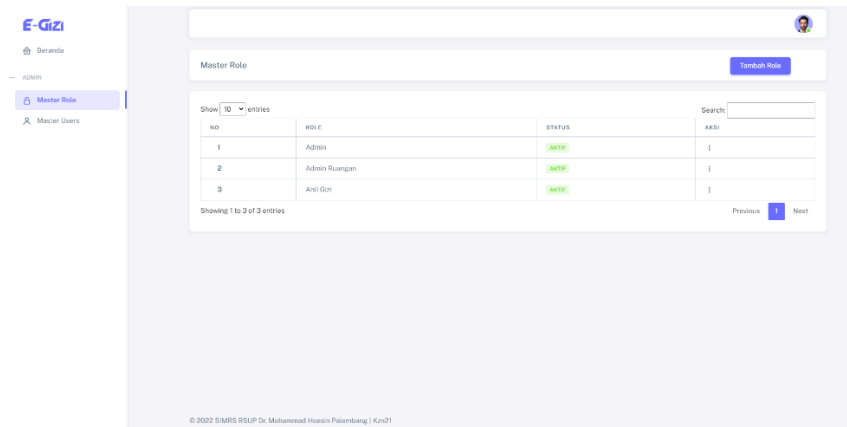 E-Gizi
Beranda
ADMIN
Master Role
Master Users
Master Role
Tambah Role
Show 10 entries
Search:
NO ROLE STATUS AKSI
1 Admin AKTIF
2 Admin Ruangan AKTIF
3 Ahli Gizi AKTIF
Showing 1 to 3 of 3 entries
Previous 1 Next
© 2022 SIMRS RSUP Dr. Mohammad Hoesin Palembang | Kzn21